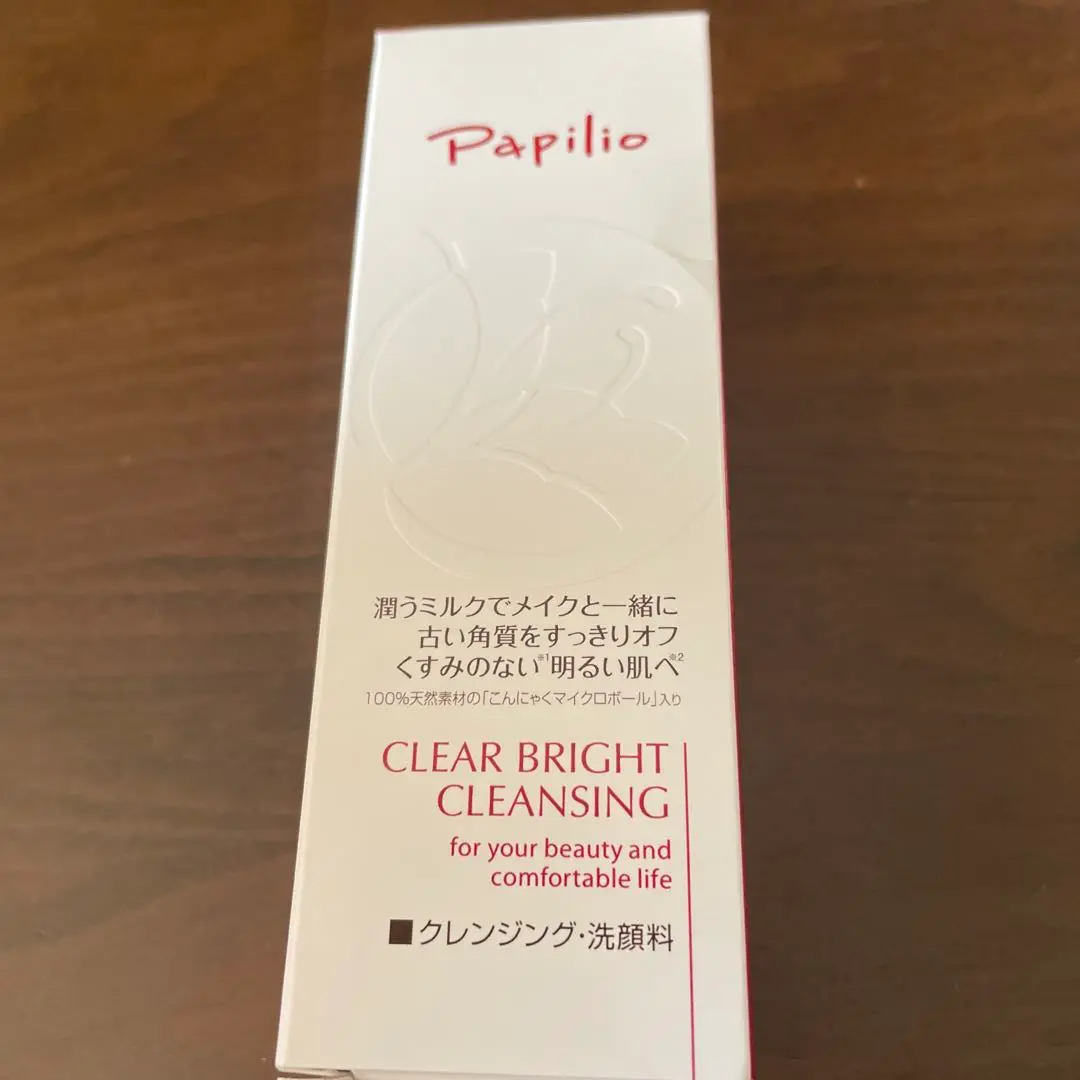 Papilio
潤うミルクでメイクと一緒に
古い角質をすっきりオフ
くすみのない※1明るい肌へ※2
100%天然素材の「こんにゃくマイクロボール」入り
CLEAR BRIGHT
CLEANSING
for your beauty and
comfortable life
■クレンジング・洗顔料